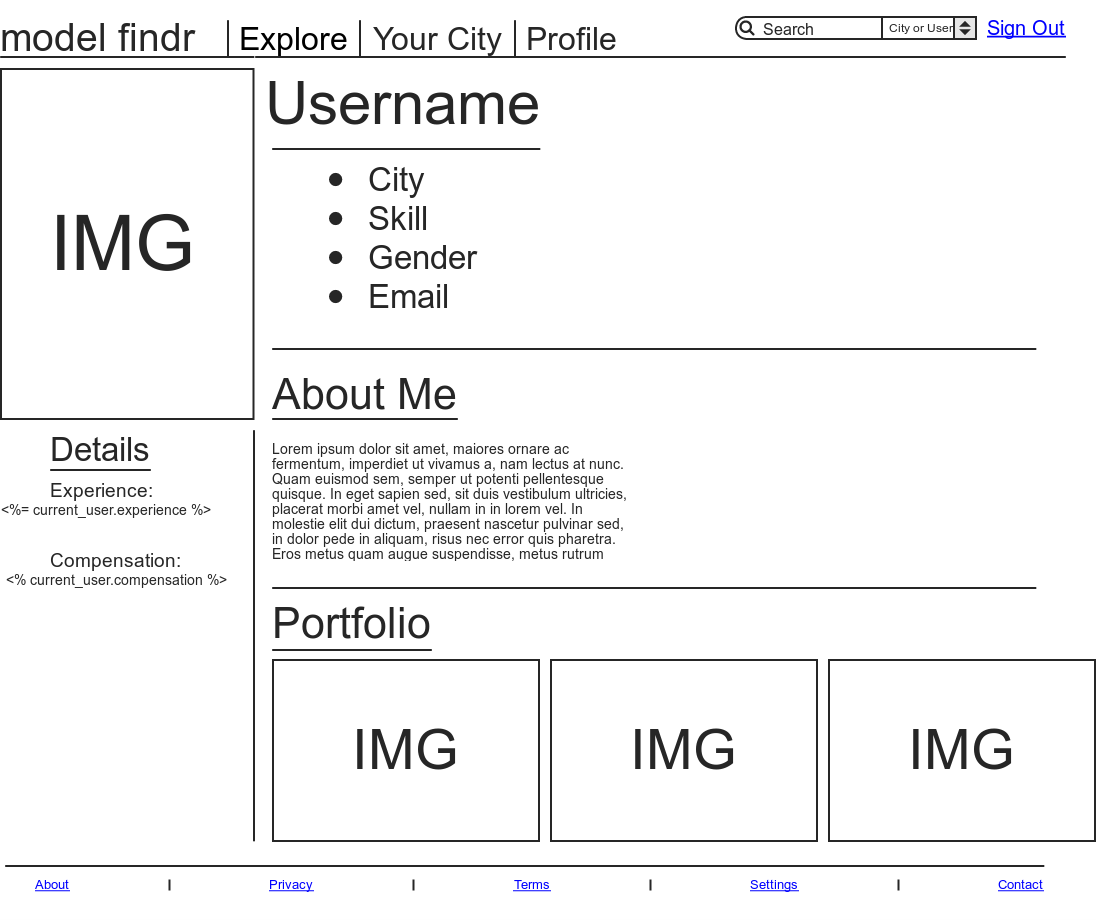 model findr
Explore
Your City
Profile
Search
City or User
Sign Out
IMG
Username
City
Skill
Gender
Email
About Me
Lorem ipsum dolor sit amet, maiores ornare ac
fermentum, imperdiet ut vivamus a, nam lectus at nunc.
Quam euismod sem, semper ut potenti pellentesque
quisque. In eget sapien sed, sit duis vestibulum ultricies,
placerat morbi amet vel, nullam in in lorem vel. In
molestie elit dui dictum, praesent nascetur pulvinar sed,
in dolor pede in aliquam, risus nec error quis pharetra.
Eros metus quam augue suspendisse, metus rutrum
Details
Experience:
<%= current_user.experience %>
Compensation:
<% current_user.compensation %>
Portfolio
IMG
IMG
IMG
About
Privacy
Terms
Settings
Contact